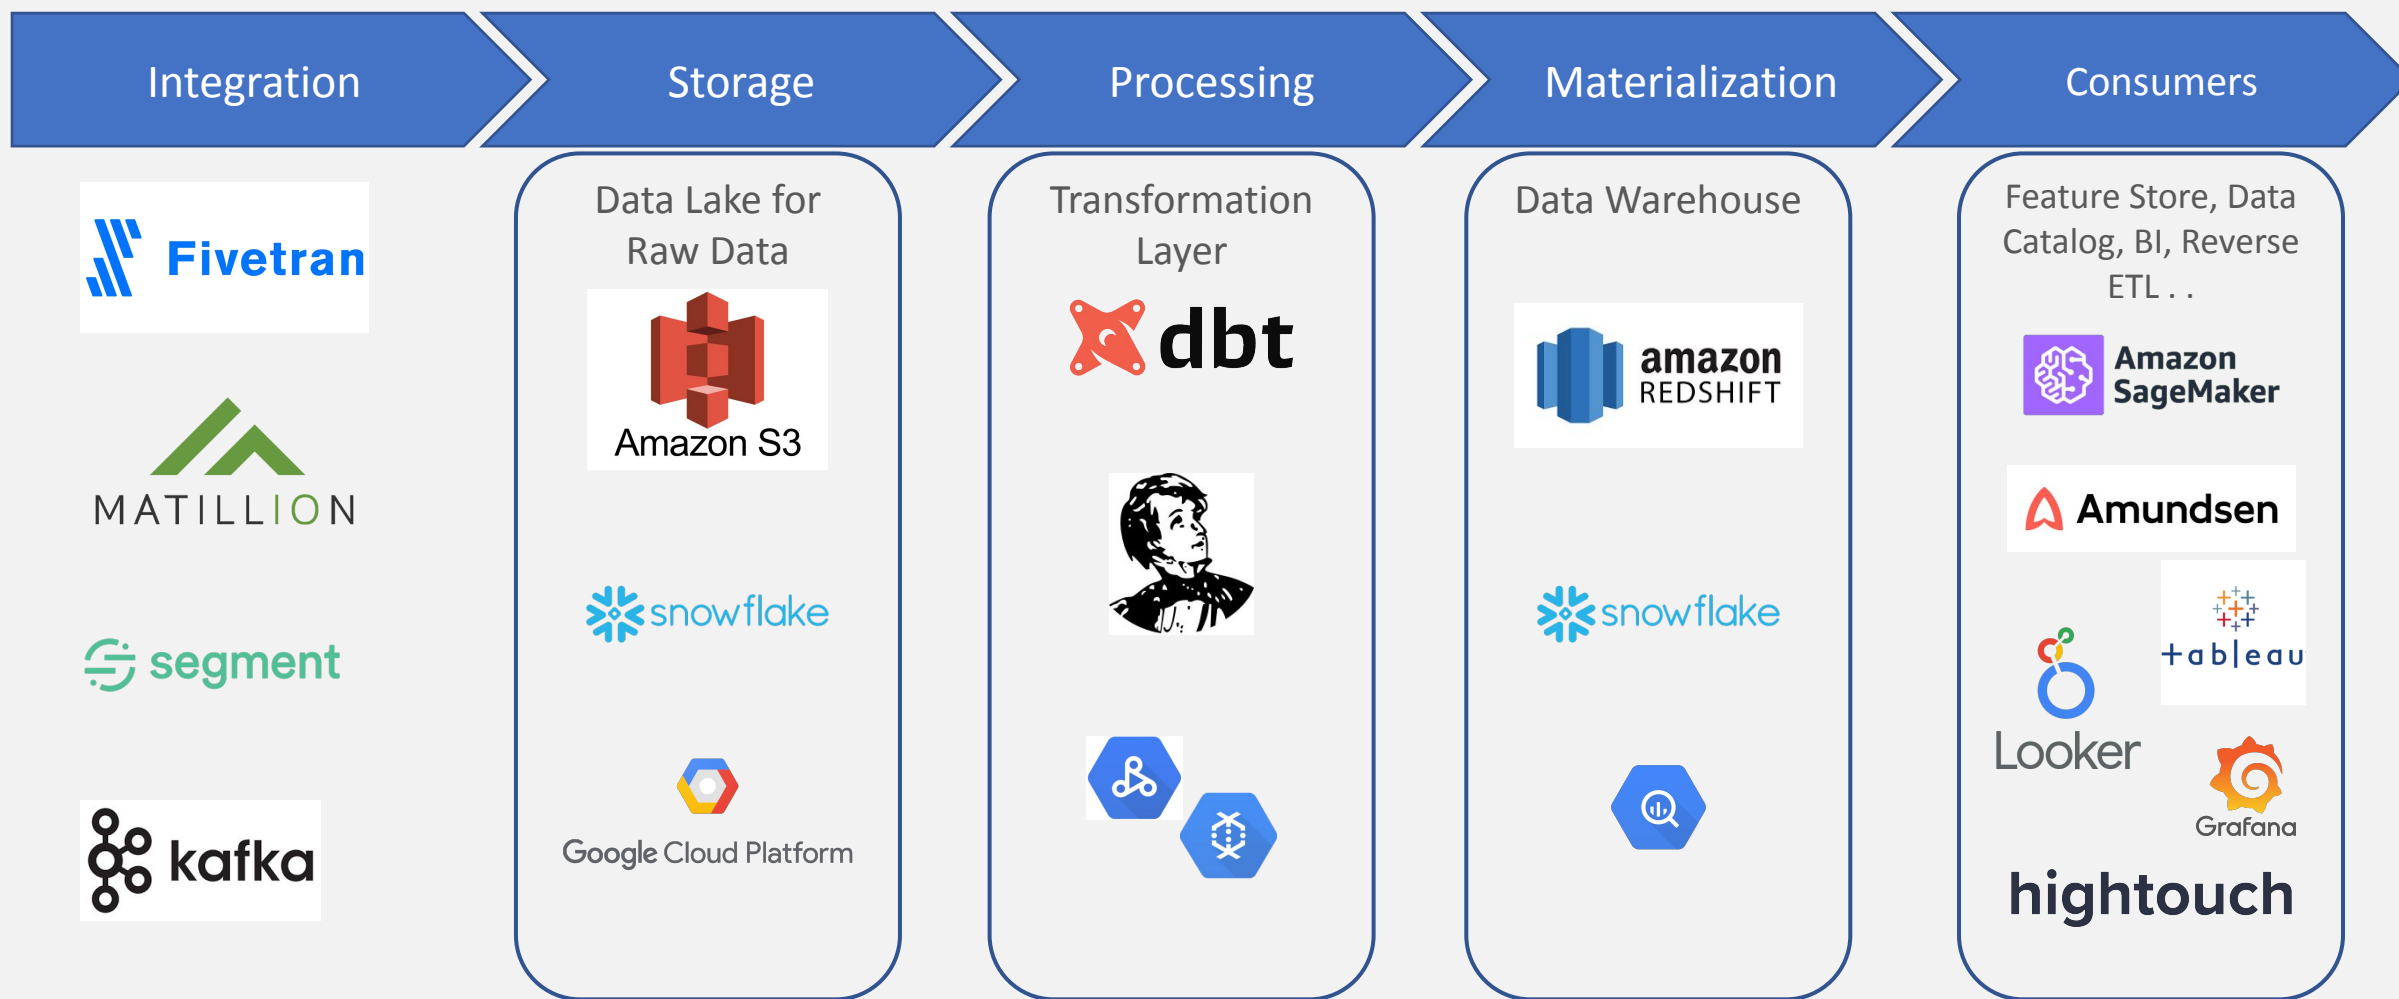 Integration
Storage
Processing
Materialization
Consumers
Fivetran
MATILLION
segment
kafka
Data Lake for
Raw Data
Amazon S3
snowflake
Google Cloud Platform
Transformation
Layer
dbt
Data Warehouse
amazon
REDSHIFT
snowflake
Feature Store, Data
Catalog, BI, Reverse
ETL . .
Amazon
SageMaker
Amundsen
+ableau
Looker
Grafana
hightouch